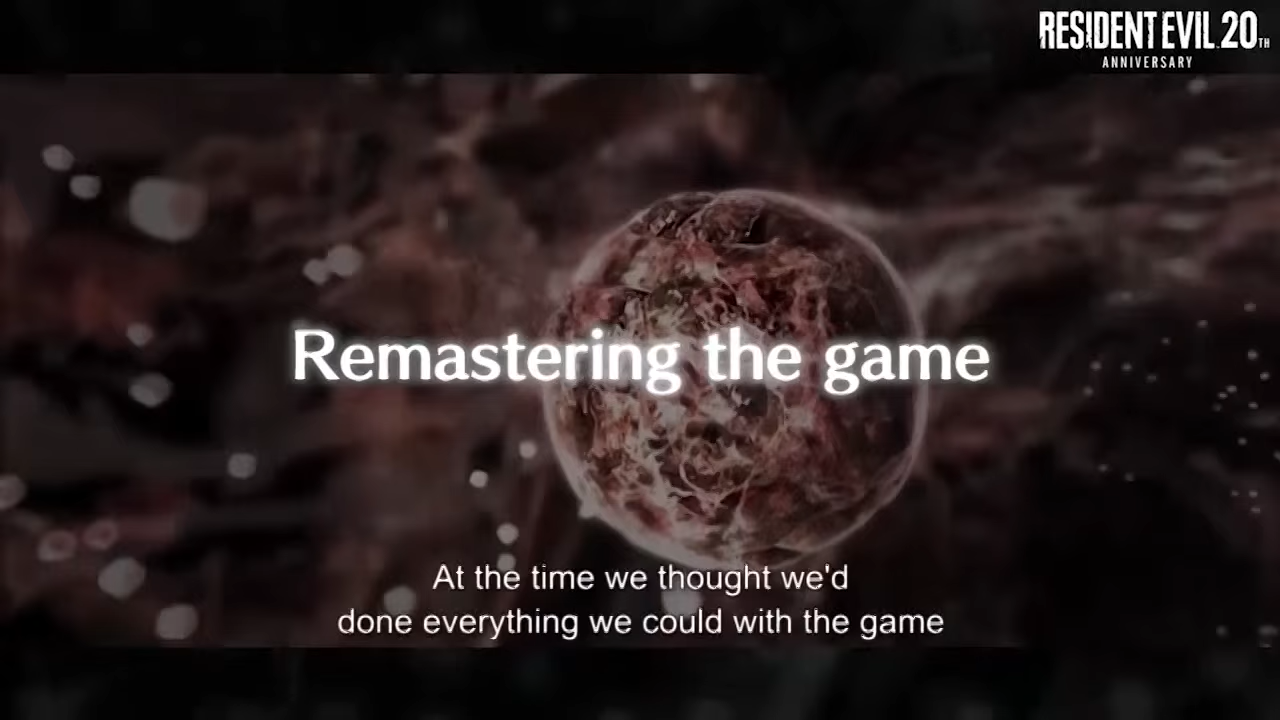 RESIDENT EVIL.20TH
ANNIVERSARY
Remastering the game
At the time we thought we'd
done everything we could with the game